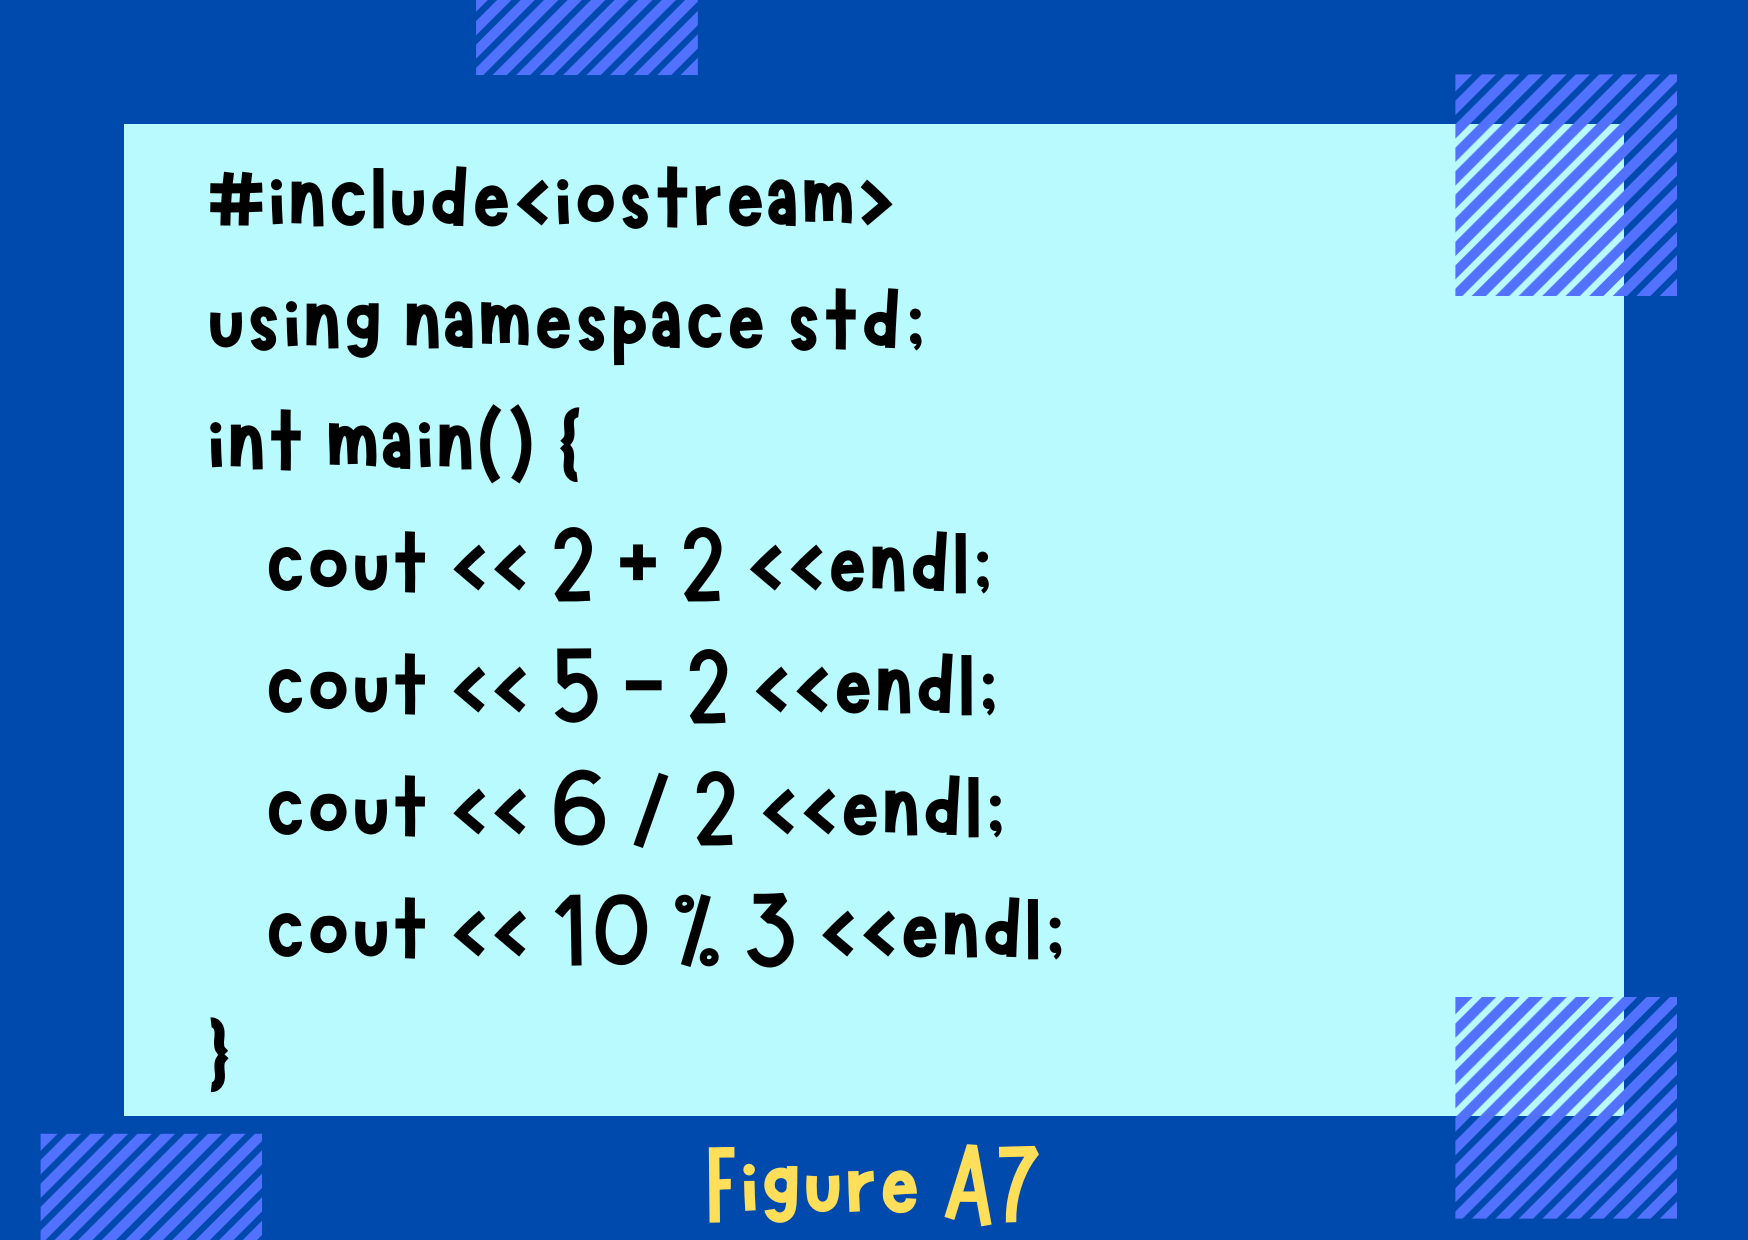 #include<iostream>
using namespace std;
int main() {
cout << 2 + 2 <<endl;
cout << 5 - 2 <<endl;
cout << 6 / 2 <<endl;
cout << 10 % 3 <<endl;
}
Figure A7